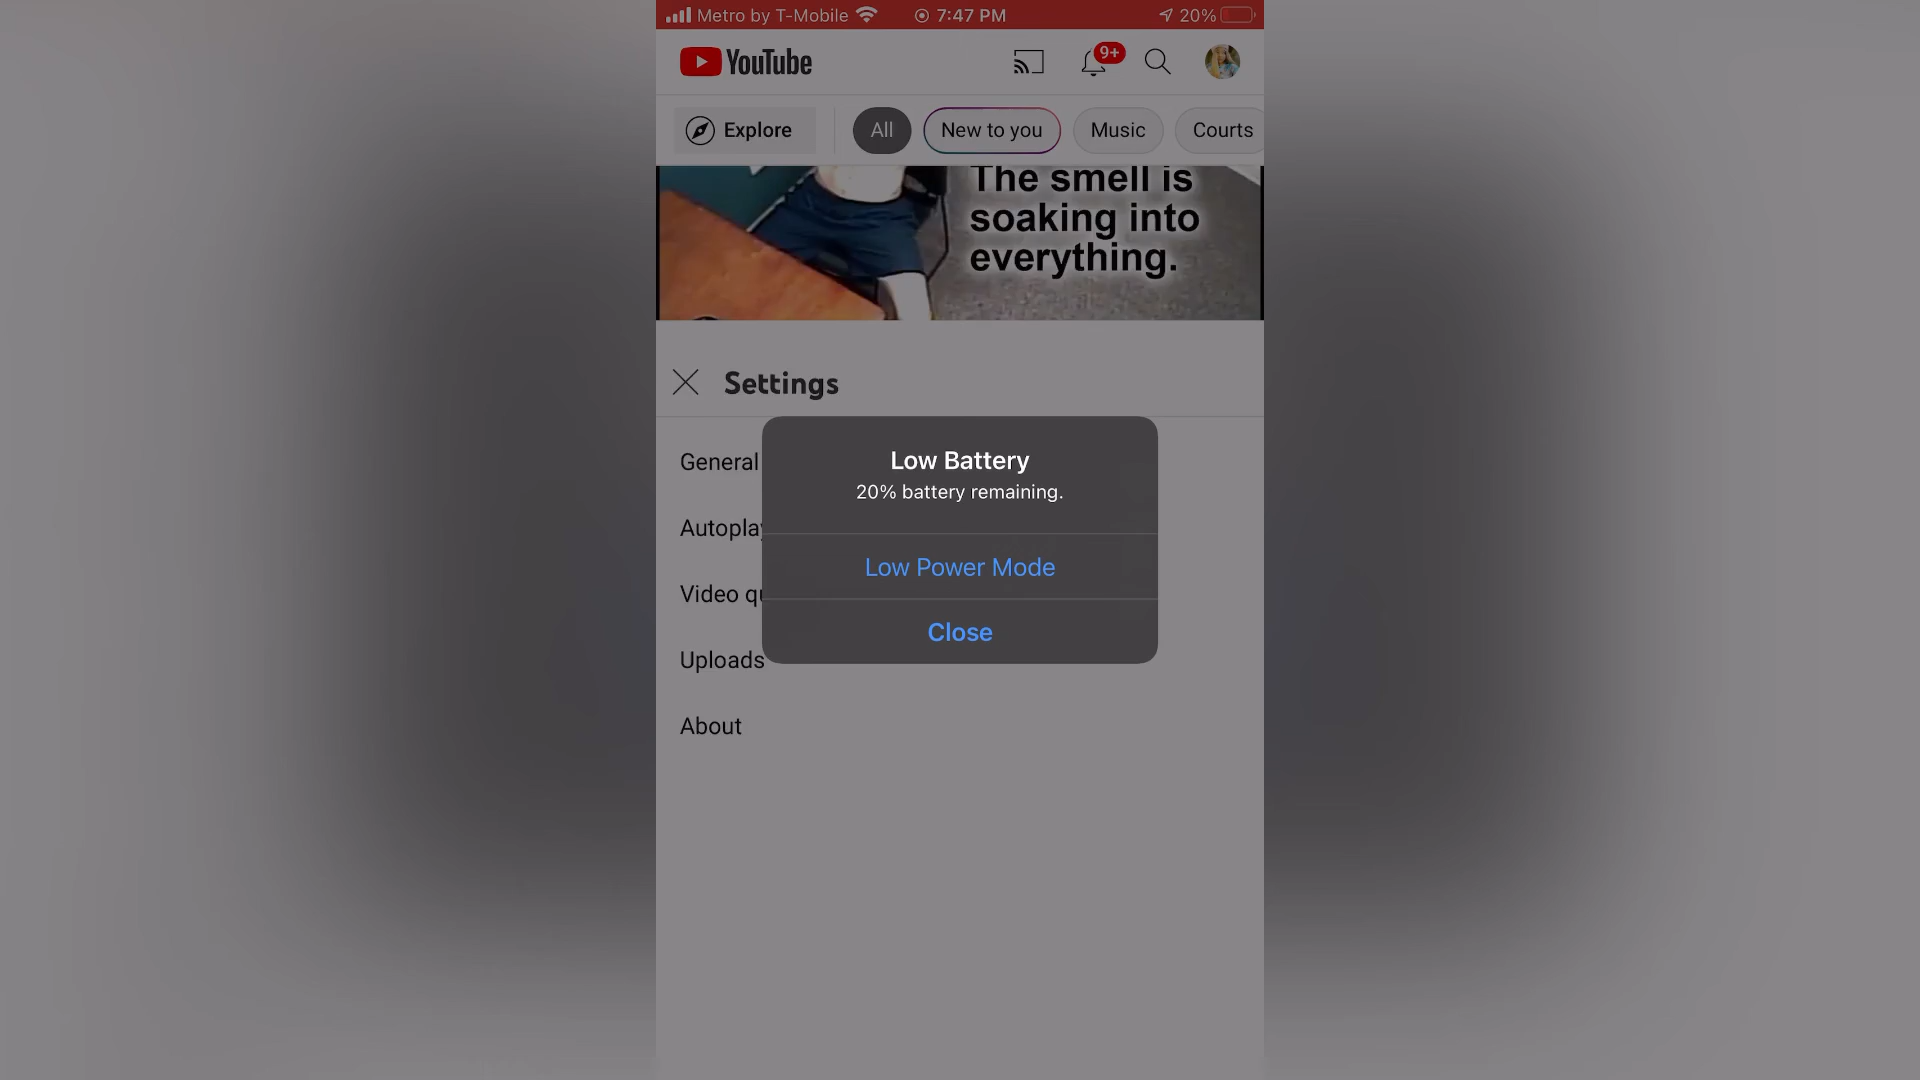 Metro by T-Mobile 7:47 PM 20%
YouTube 9+
Explore All New to you Music Courts
The smell is
soaking into
everything.
Settings
General
Low Battery
20% battery remaining.
Autoplay
Low Power Mode
Video qu
Close
Uploads
About